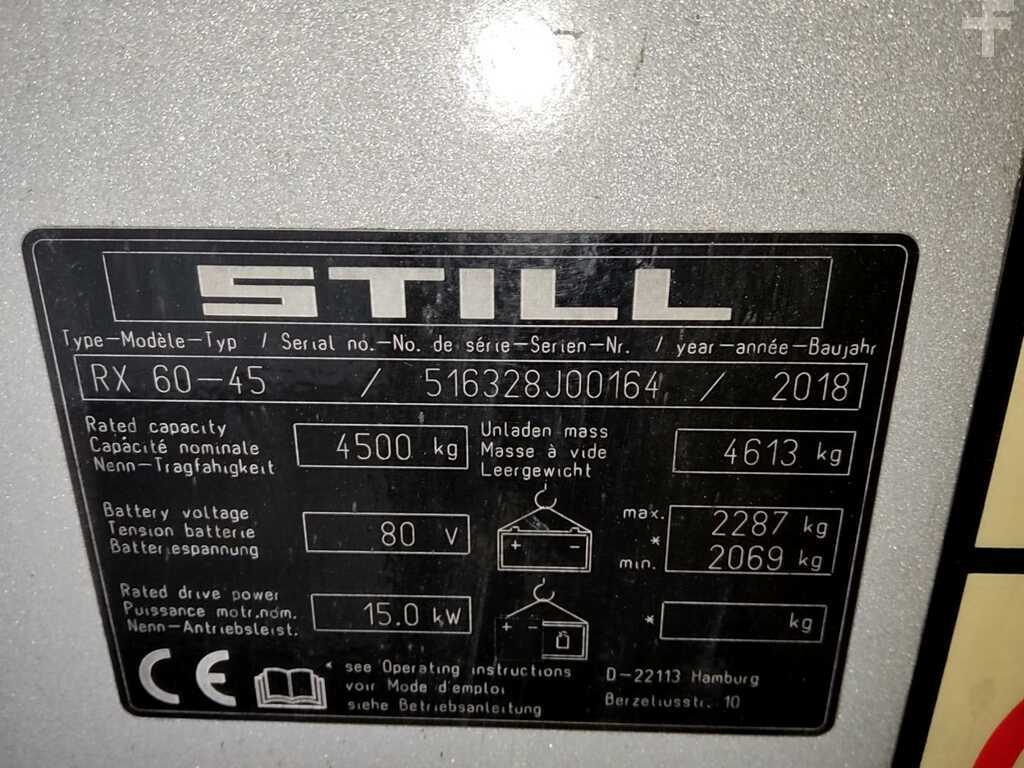 STILL
Type-Modèle-Typ / Serial no.-No. de série-Serien-Nr. / year-année-Baujahr
RX 60-45 / 516328J00164 / 2018
Rated capacity
Capacité nominale
Nenn-Tragfähigkeit
4500 kg
Unladen mass
Masse à vide
Leergewicht
4613 kg
Battery voltage
Tension batterie
Batteriespannung
80 V
+ -
max. 2287 kg
*
min. 2069 kg
Rated drive power
Puissance motr.nom.
Nenn-Antriebsleist.
15.0 kW
+ -
* kg
CE
* see Operating instructions
voir Mode d'emploi
siehe Betriebsanleitung
D-22113 Hamburg
Berzeliusstr. 10